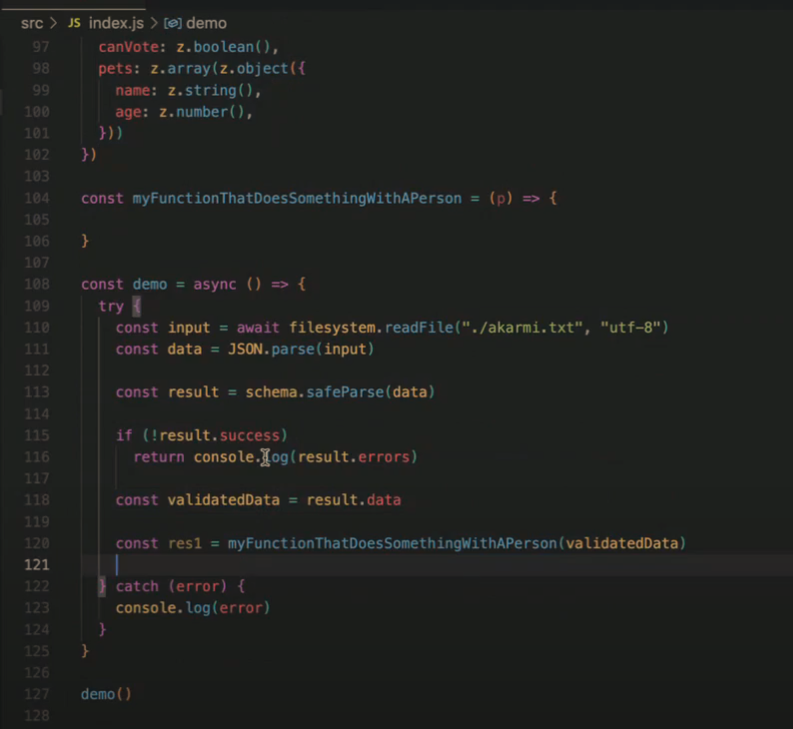 src > JS index.js > demo
97 canVote: z.boolean(),
98 pets: z.array(z.object({
99 name: z.string(),
100 age: z.number(),
101 }))
102 })
103
104 const myFunctionThatDoesSomethingWithAPerson = (p) => {
105
106 }
107
108 const demo = async () => {
109 try {
110 const input = await filesystem.readFile("./akarmi.txt", "utf-8")
111 const data = JSON.parse(input)
112
113 const result = schema.safeParse(data)
114
115 if (!result.success)
116 return console.log(result.errors)
117
118 const validatedData = result.data
119
120 const res1 = myFunctionThatDoesSomethingWithAPerson(validatedData)
121
122 } catch (error) {
123 console.log(error)
124 }
125 }
126
127 demo()
128